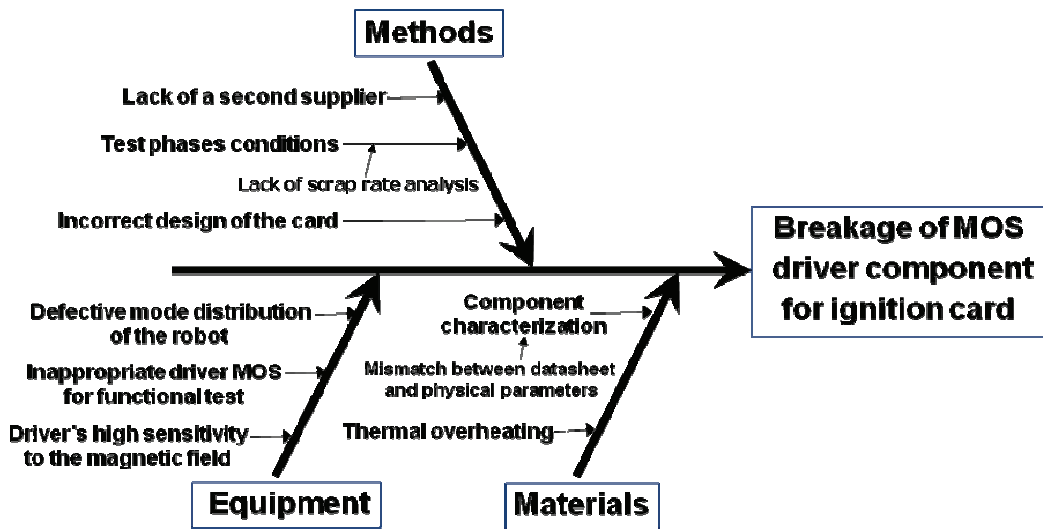 Methods
Lack of a second supplier
Test phases conditions
Lack of scrap rate analysis
Incorrect design of the card
Breakage of MOS
driver component
for ignition card
Defective mode distribution
of the robot
Inappropriate driver MOS
for functional test
Driver's high sensitivity
to the magnetic field
Equipment
Component
characterization
Mismatch between datasheet
and physical parameters
Thermal overheating
Materials